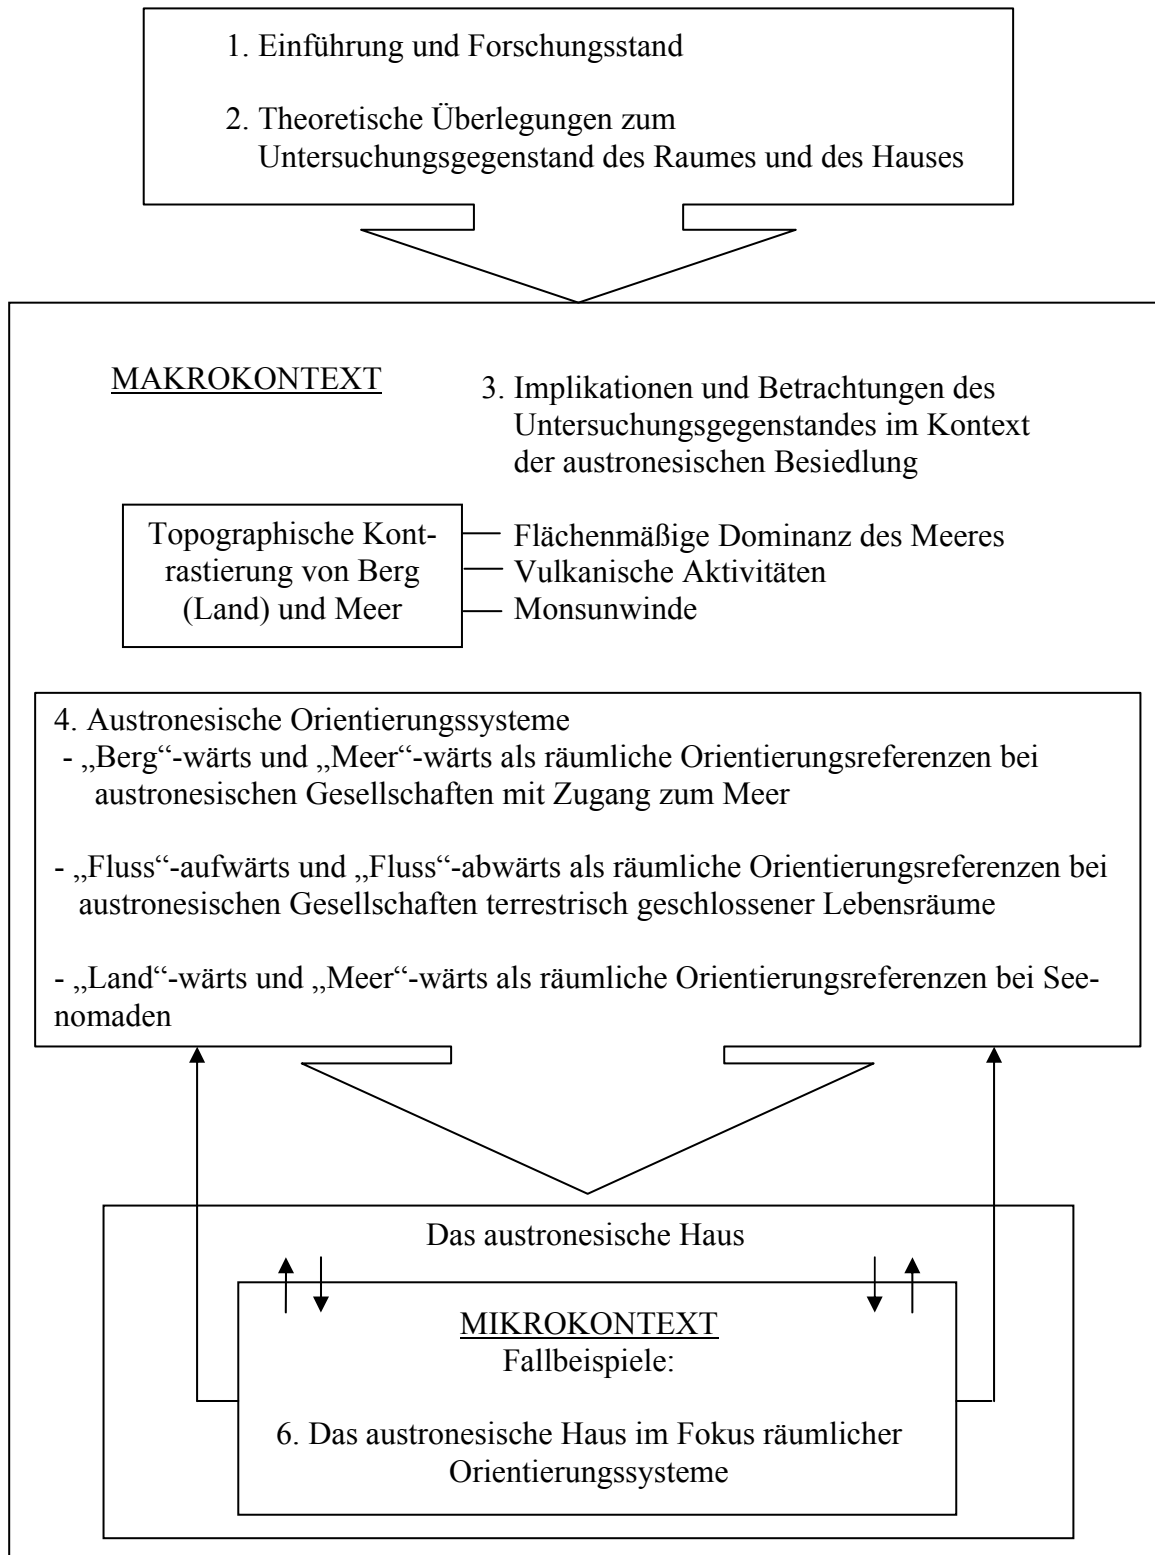 1. Einführung und Forschungsstand
2. Theoretische Überlegungen zum
Untersuchungsgegenstand des Raumes und des Hauses
MAKROKONTEXT
3. Implikationen und Betrachtungen des
Untersuchungsgegenstandes im Kontext
der austronesischen Besiedlung
Topographische Kont-
rastierung von Berg
(Land) und Meer
Flächenmäßige Dominanz des Meeres
Vulkanische Aktivitäten
Monsunwinde
4. Austronesische Orientierungssysteme
- „Berg“-wärts und „Meer“-wärts als räumliche Orientierungsreferenzen bei
austronesischen Gesellschaften mit Zugang zum Meer
- „Fluss“-aufwärts und „Fluss“-abwärts als räumliche Orientierungsreferenzen bei
austronesischen Gesellschaften terrestrisch geschlossener Lebensräume
- „Land“-wärts und „Meer“-wärts als räumliche Orientierungsreferenzen bei See-
nomaden
Das austronesische Haus
MIKROKONTEXT
Fallbeispiele:
6. Das austronesische Haus im Fokus räumlicher
Orientierungssysteme